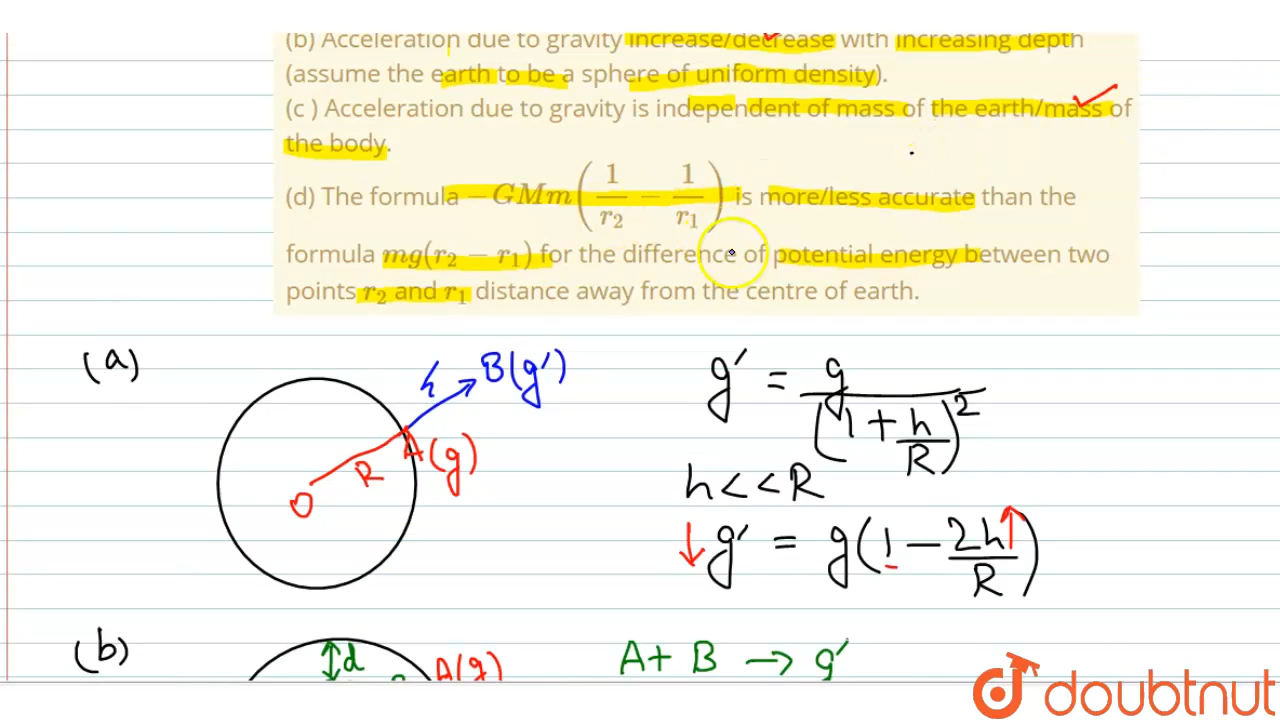 (b) Acceleration due to gravity increase/decrease with increasing depth
(assume the earth to be a sphere of uniform density).
(c ) Acceleration due to gravity is independent of mass of the earth/mass of
the body.
(d) The formula −GMm(1/r₂ − 1/r₁) is more/less accurate than the
formula mg(r₂ − r₁) for the difference of potential energy between two
points r₂ and r₁ distance away from the centre of earth.
(a)
h B(g′)
A(g)
R
O
g′ = g/(1 + h/R)²
h << R
↓ g′ = g(1 − 2h↑/R)
(b)
d A(g)
A + B → g′
doubtnut